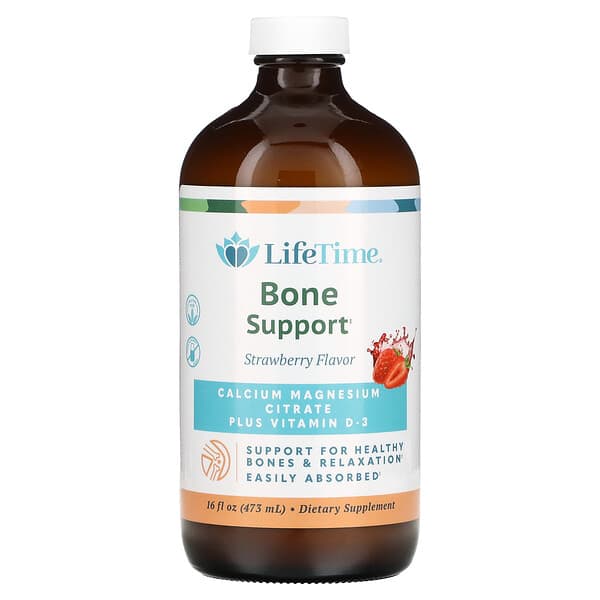 LifeTime®
Bone
Support‡
Strawberry Flavor
CALCIUM MAGNESIUM
CITRATE
PLUS VITAMIN D-3
SUPPORT FOR HEALTHY
BONES & RELAXATION‡
EASILY ABSORBED‡
16 fl oz (473 mL) • Dietary Supplement